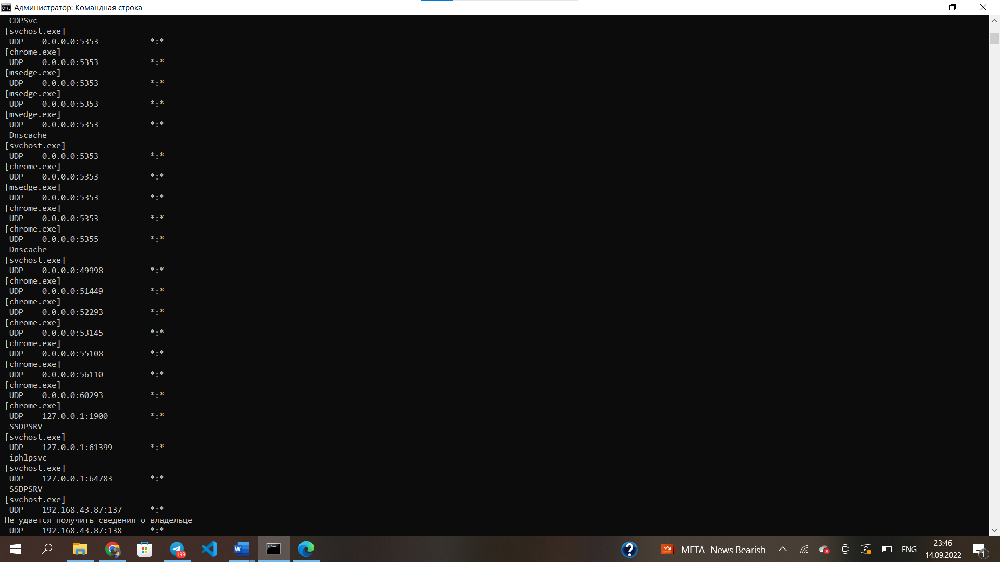 Администратор: Командная строка
CDPSvc
[svchost.exe]
UDP 0.0.0.0:5353 *:*
[chrome.exe]
UDP 0.0.0.0:5353 *:*
[msedge.exe]
UDP 0.0.0.0:5353 *:*
[msedge.exe]
UDP 0.0.0.0:5353 *:*
[msedge.exe]
UDP 0.0.0.0:5353 *:*
Dnscache
[svchost.exe]
UDP 0.0.0.0:5353 *:*
[chrome.exe]
UDP 0.0.0.0:5353 *:*
[msedge.exe]
UDP 0.0.0.0:5353 *:*
[chrome.exe]
UDP 0.0.0.0:5353 *:*
[chrome.exe]
UDP 0.0.0.0:5355 *:*
Dnscache
[svchost.exe]
UDP 0.0.0.0:49998 *:*
[chrome.exe]
UDP 0.0.0.0:51449 *:*
[chrome.exe]
UDP 0.0.0.0:52293 *:*
[chrome.exe]
UDP 0.0.0.0:53145 *:*
[chrome.exe]
UDP 0.0.0.0:55108 *:*
[chrome.exe]
UDP 0.0.0.0:56110 *:*
[chrome.exe]
UDP 0.0.0.0:60293 *:*
[chrome.exe]
UDP 127.0.0.1:1900 *:*
SSDPSRV
[svchost.exe]
UDP 127.0.0.1:61399 *:*
iphlpsvc
[svchost.exe]
UDP 127.0.0.1:64783 *:*
SSDPSRV
[svchost.exe]
UDP 192.168.43.87:137 *:*
Не удается получить сведения о владельце
UDP 192.168.43.87:138 *:*
199
META News Bearish
ENG
23:46
14.09.2022
1